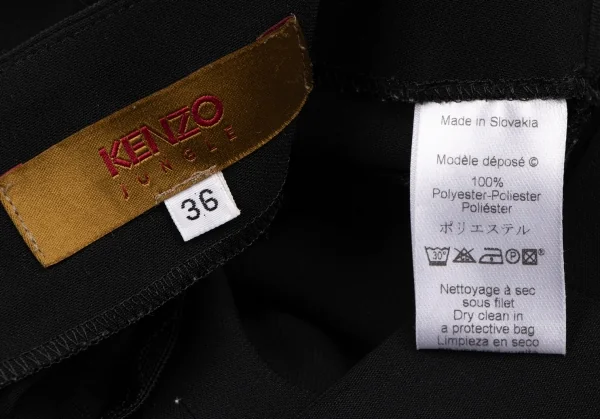 KENZO
JUNGLE
36
Made in Slovakia
Modèle déposé ©
100%
Polyester-Poliester
Poliéster
ポリエステル
30°
P
Nettoyage à sec
sous filet
Dry clean in
a protective bag
Limpieza en seco